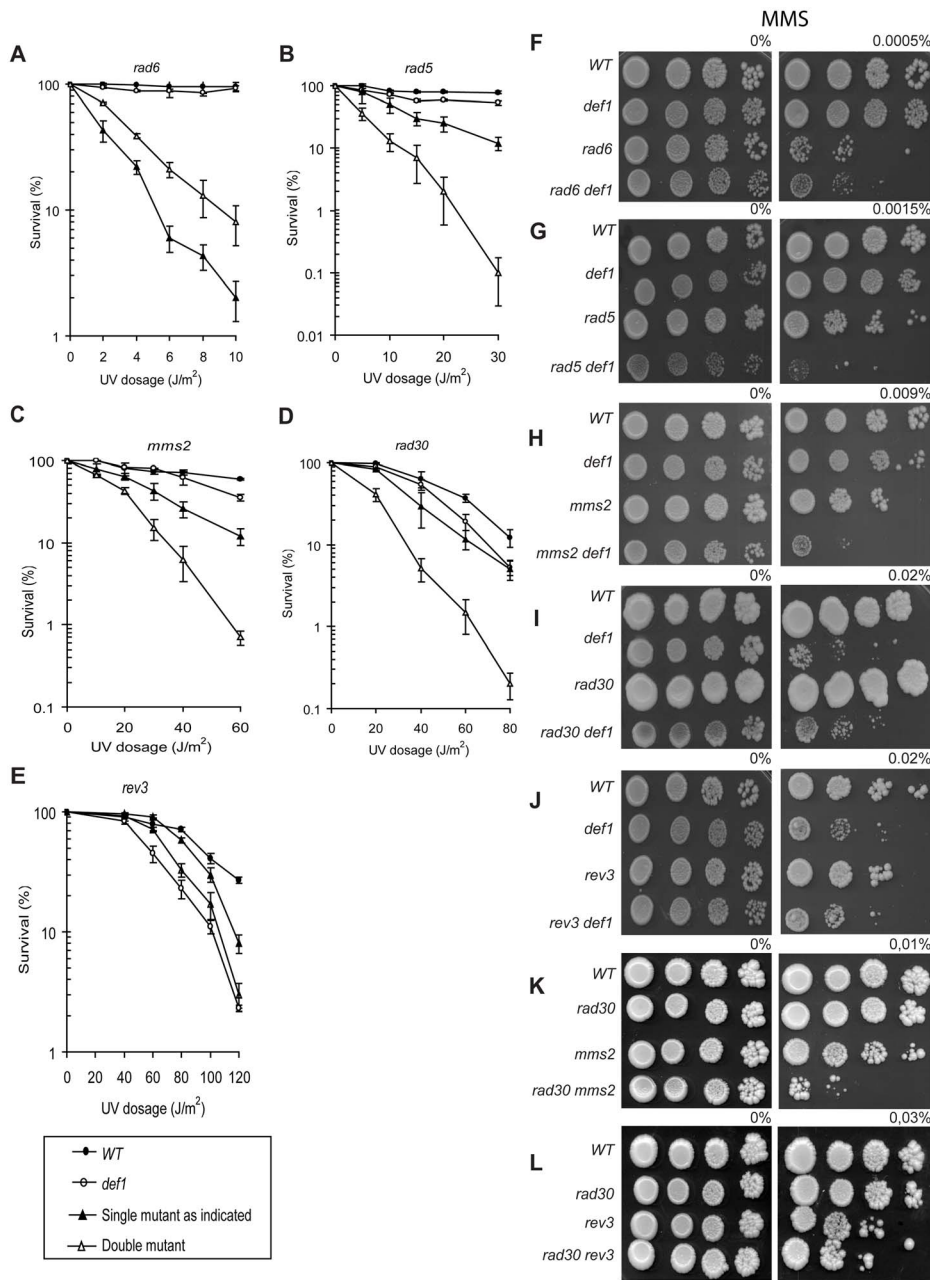 A
rad6
Survival (%)
100
10
1
0 2 4 6 8 10
UV dosage (J/m²)
B
rad5
Survival (%)
100
10
1
0.1
0.01
0 10 20 30
UV dosage (J/m²)
C
mms2
Survival (%)
100
10
1
0.1
0 20 40 60
UV dosage (J/m²)
D
rad30
Survival (%)
100
10
1
0.1
0 20 40 60 80
UV dosage (J/m²)
E
rev3
Survival (%)
100
10
1
0 20 40 60 80 100 120
UV dosage (J/m²)
WT
def1
Single mutant as indicated
Double mutant
MMS
F
0% 0.0005%
WT
def1
rad6
rad6 def1
G
0% 0.0015%
WT
def1
rad5
rad5 def1
H
0% 0.009%
WT
def1
mms2
mms2 def1
I
0% 0.02%
WT
def1
rad30
rad30 def1
J
0% 0.02%
WT
def1
rev3
rev3 def1
K
0% 0,01%
WT
rad30
mms2
rad30 mms2
L
0% 0,03%
WT
rad30
rev3
rad30 rev3